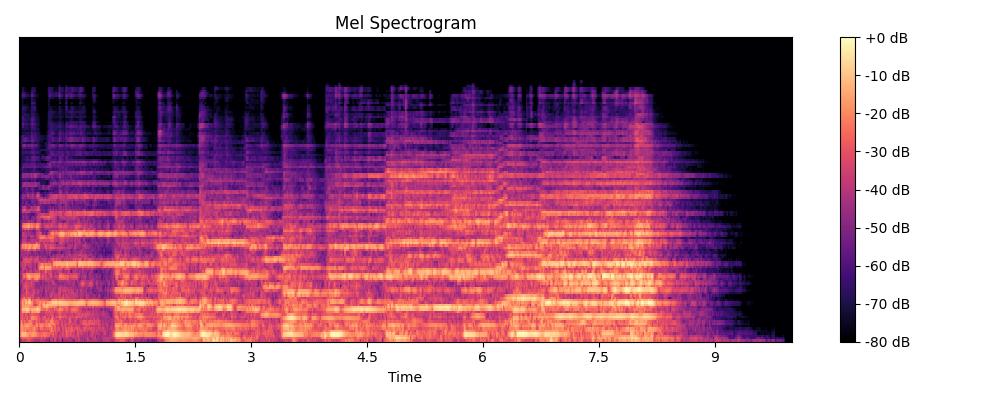 Mel Spectrogram
+0 dB
-10 dB
-20 dB
-30 dB
-40 dB
-50 dB
-60 dB
-70 dB
-80 dB
0 1.5 3 4.5 6 7.5 9
Time